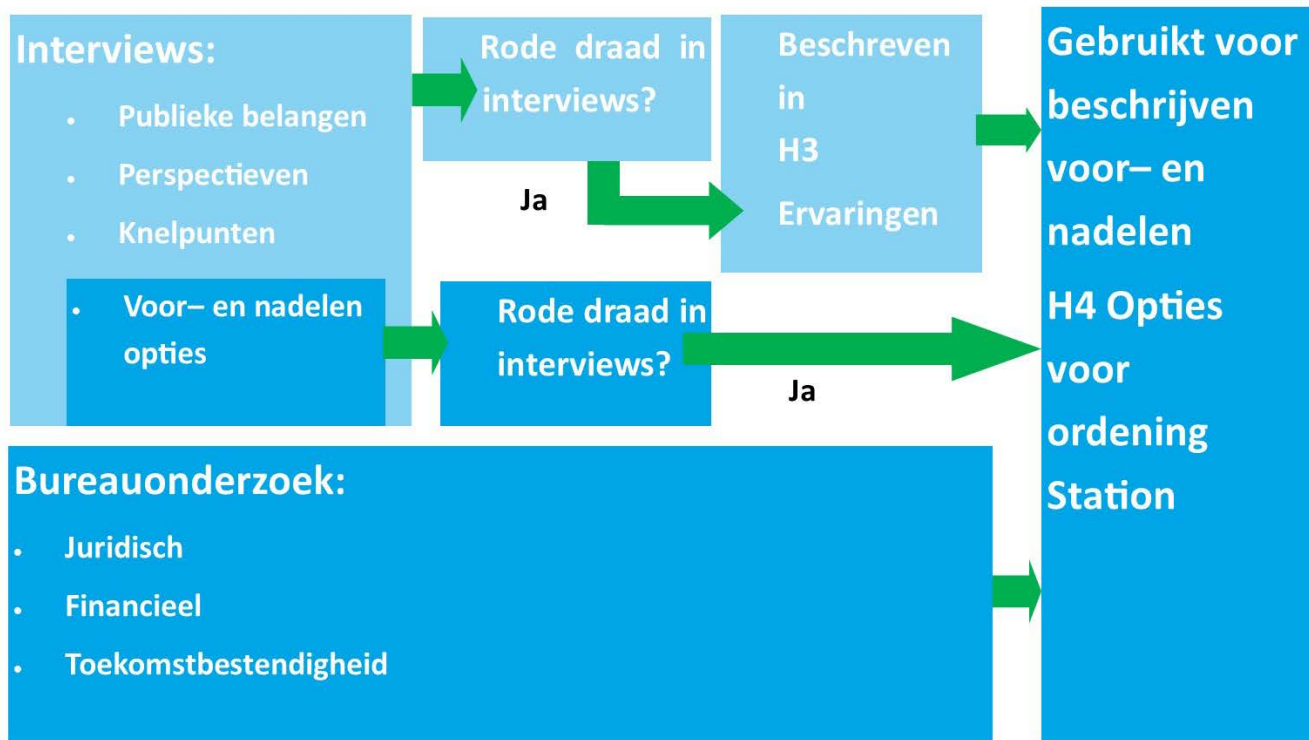 Interviews:
• Publieke belangen
• Perspectieven
• Knelpunten
• Voor– en nadelen
opties
Rode draad in
interviews?
Ja
Beschreven
in
H3
Ervaringen
Rode draad in
interviews?
Ja
Bureauonderzoek:
• Juridisch
• Financieel
• Toekomstbestendigheid
Gebruikt voor
beschrijven
voor– en
nadelen
H4 Opties
voor
ordening
Station